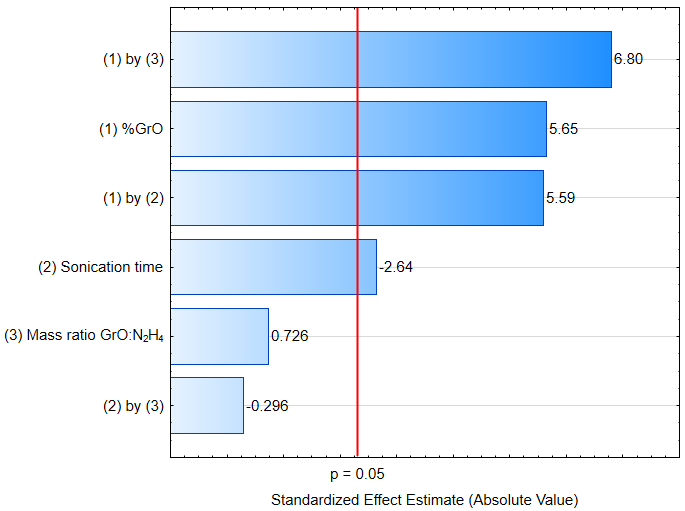 (1) by (3) 6.80
(1) %GrO 5.65
(1) by (2) 5.59
(2) Sonication time -2.64
(3) Mass ratio GrO:N₂H₄ 0.726
(2) by (3) -0.296
p = 0.05
Standardized Effect Estimate (Absolute Value)